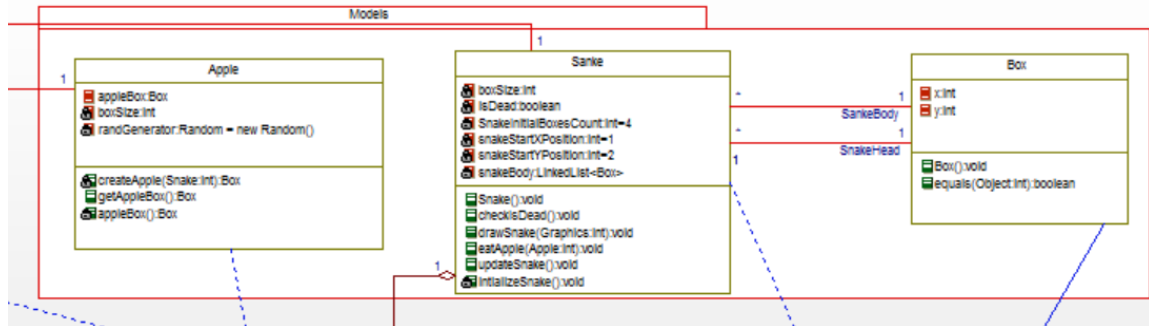 Models
1
Apple
appleBox:Box
boxSize:int
randGenerator:Random = new Random()
createApple(Snake:int):Box
getAppleBox():Box
appleBox():Box
1
Sanke
boxSize:int
isDead:boolean
SnakeInitialBoxesCount:int=4
snakeStartXPosition:int=1
snakeStartYPosition:int=2
snakeBody:LinkedList<Box>
Snake():void
checkIsDead():void
drawSnake(Graphics:int):void
eatApple(Apple:int):void
updateSnake():void
intializeSnake():void
1
* 1
SankeBody
* 1
SnakeHead
1
Box
x:int
y:int
Box():void
equals(Object:int):boolean